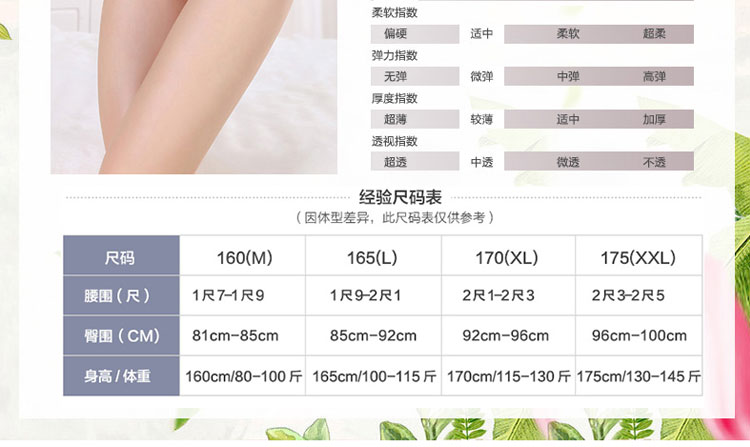 柔软指数
偏硬 适中 柔软 超柔
弹力指数
无弹 微弹 中弹 高弹
厚度指数
超薄 较薄 适中 加厚
透视指数
超透 中透 微透 不透
经验尺码表
(因体型差异，此尺码表仅供参考)
尺码 160(M) 165(L) 170(XL) 175(XXL)
腰围(尺) 1尺7-1尺9 1尺9-2尺1 2尺1-2尺3 2尺3-2尺5
臀围(CM) 81cm-85cm 85cm-92cm 92cm-96cm 96cm-100cm
身高/体重 160cm/80-100斤 165cm/100-115斤 170cm/115-130斤 175cm/130-145斤